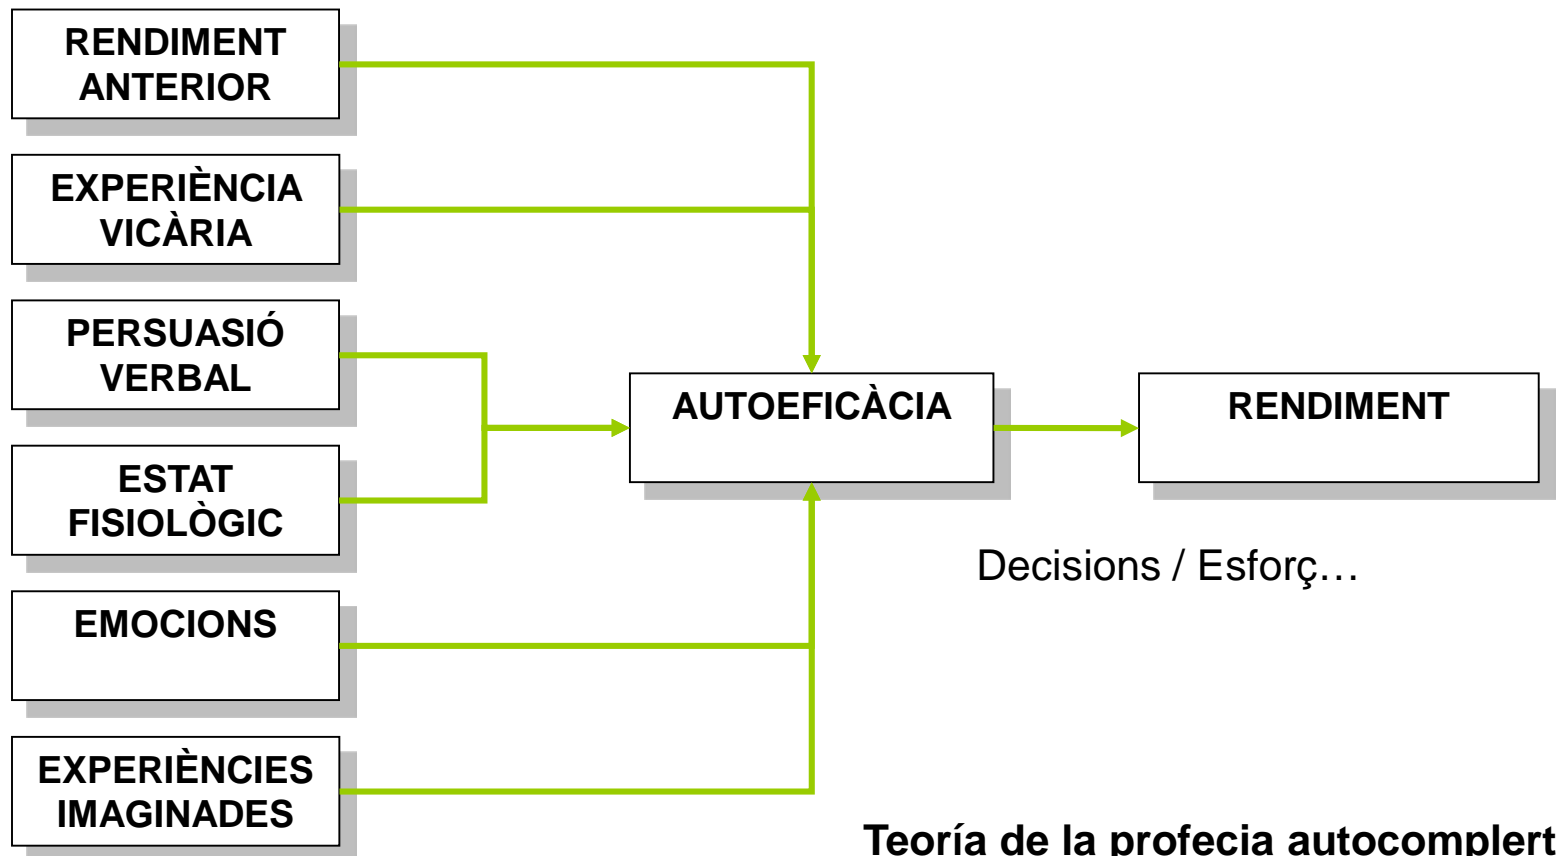 RENDIMENT
ANTERIOR
EXPERIÈNCIA
VICÀRIA
PERSUASIÓ
VERBAL
ESTAT
FISIOLÒGIC
EMOCIONS
EXPERIÈNCIES
IMAGINADES
AUTOEFICÀCIA
RENDIMENT
Decisions / Esforç…
Teoría de la profecia autocomplert